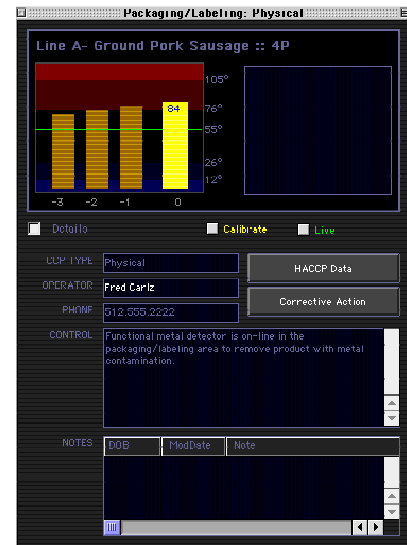 Packaging/Labeling: Physical
Line A- Ground Pork Sausage :: 4P
105°
84
76°
55°
26°
12°
-3 -2 -1 0
Details Calibrate Live
CCP TYPE Physical
HACCP Data
OPERATOR Fred Carlz
Corrective Action
PHONE 512.555.2222
CONTROL Functional metal detector is on-line in the
packaging/labeling area to remove product with metal
contamination.
NOTES DOB ModDate Note